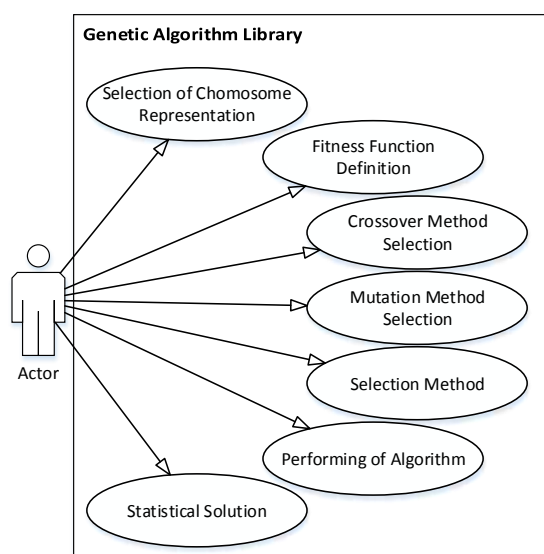 Genetic Algorithm Library
Selection of Chomosome
Representation
Fitness Function
Definition
Crossover Method
Selection
Mutation Method
Selection
Selection Method
Performing of Algorithm
Statistical Solution
Actor